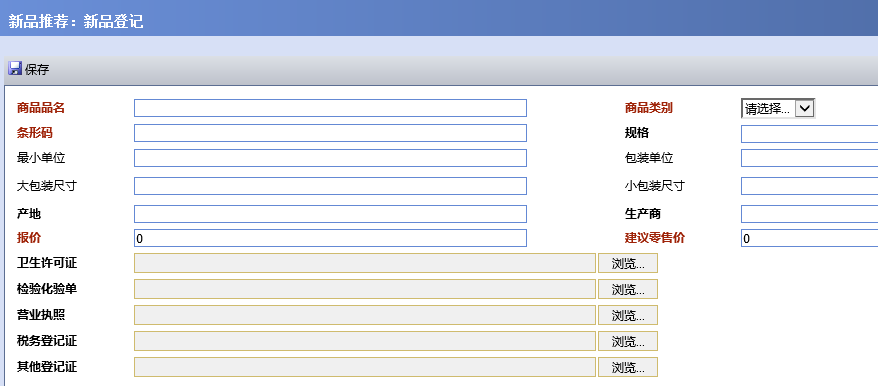 新品推荐：新品登记
保存
商品品名 商品类别 请选择...
条形码 规格
最小单位 包装单位
大包装尺寸 小包装尺寸
产地 生产商
报价 0 建议零售价 0
卫生许可证 浏览...
检验化验单 浏览...
营业执照 浏览...
税务登记证 浏览...
其他登记证 浏览...